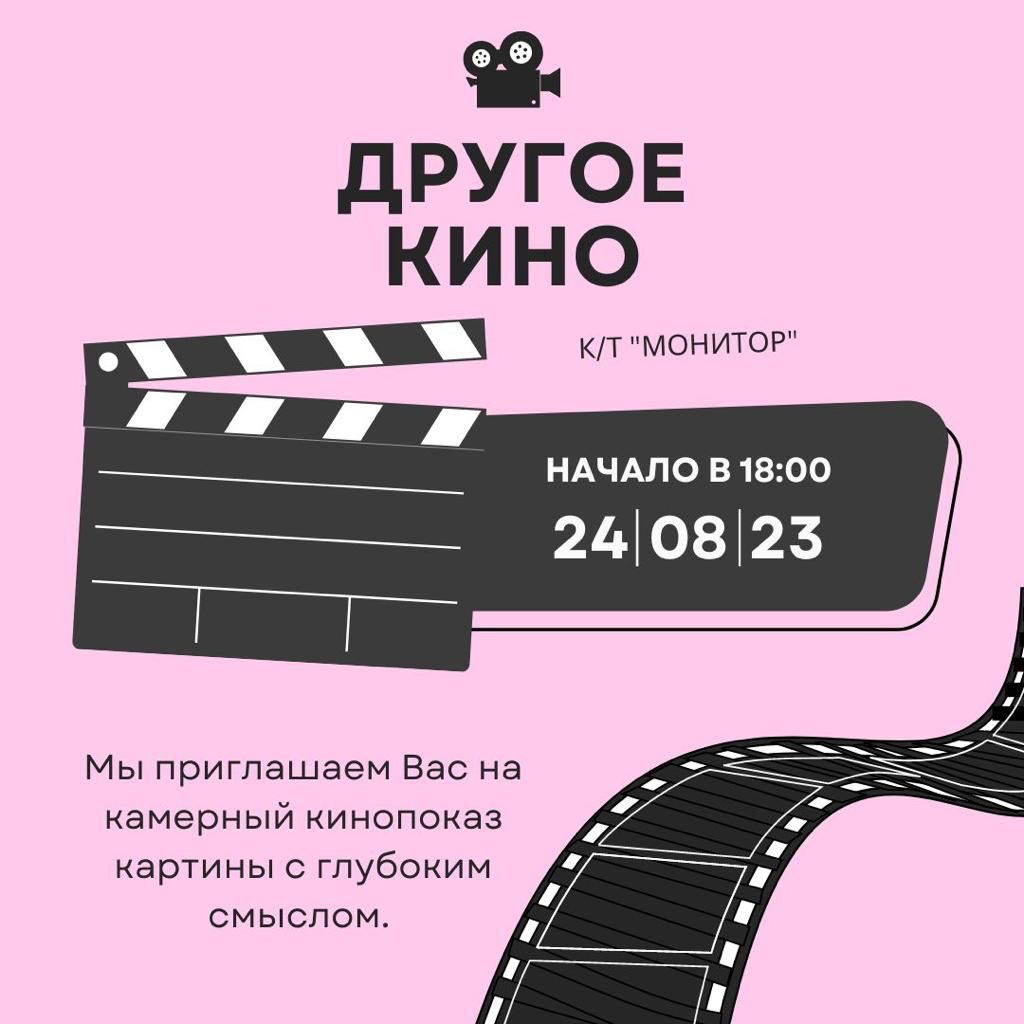 ДРУГОЕ
КИНО
К/Т "МОНИТОР"
НАЧАЛО В 18:00
24|08|23
Мы приглашаем Вас на
камерный кинопоказ
картины с глубоким
смыслом.